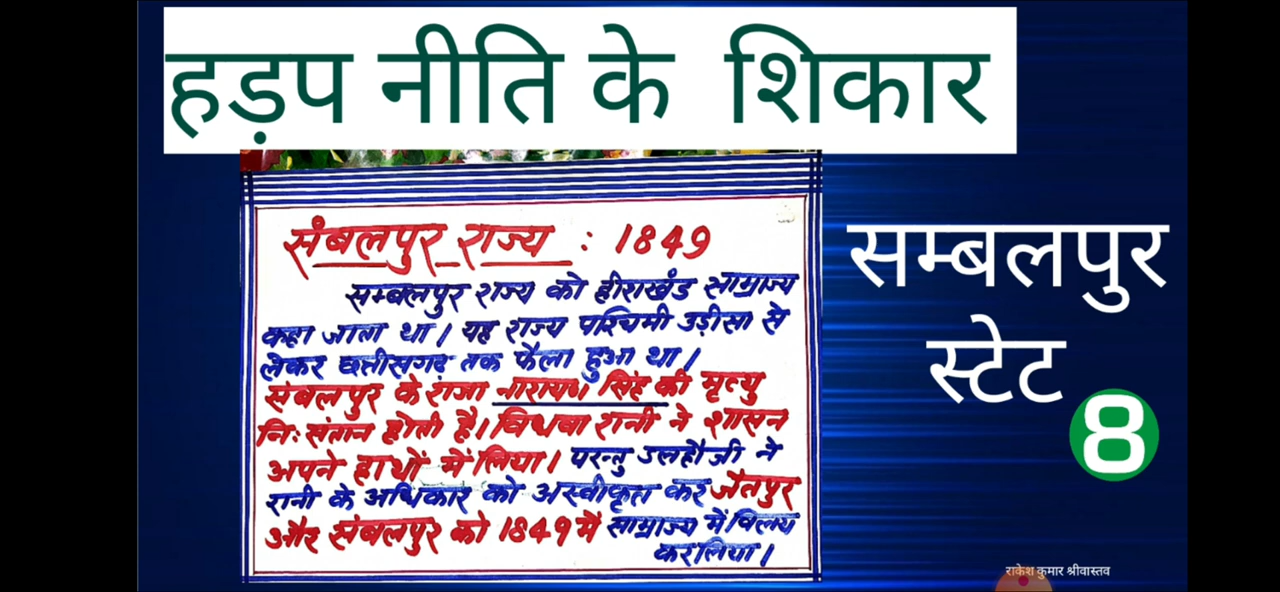 हड़प नीति के शिकार
संबलपुर राज्य : 1849
सम्बलपुर राज्य को हीराखंड साम्राज्य
कहा जाता था। यह राज्य पश्चिमी उड़ीसा से
लेकर छत्तीसगढ़ तक फैला हुआ था।
संबलपुर के राजा नारायण सिंह की मृत्यु
निः संतान होती है। विधवा रानी ने शासन
अपने हाथों में लिया। परन्तु डलहौजी ने
रानी के अधिकार को अस्वीकृत कर जैतपुर
और संबलपुर को 1849 में साम्राज्य में विलय
कर लिया।
सम्बलपुर
स्टेट
8
राकेश कुमार श्रीवास्तव